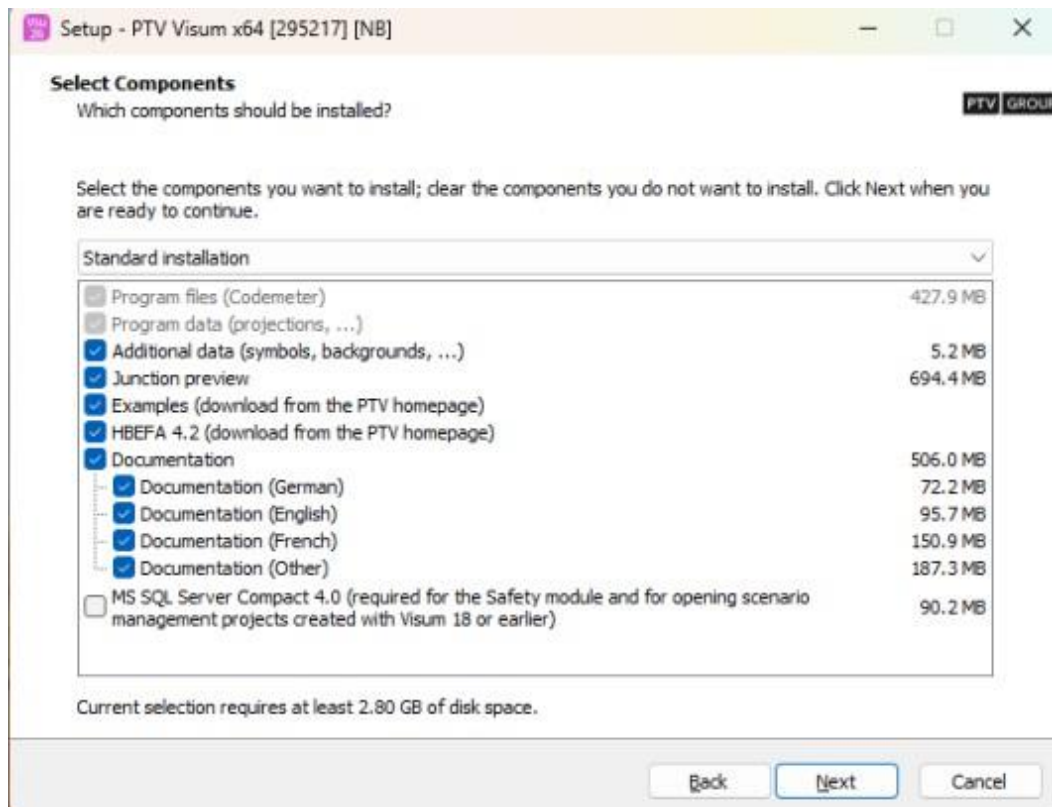 Visu
26
Setup - PTV Visum x64 [295217] [NB]
Select Components
Which components should be installed?
PTV GROUP
Select the components you want to install; clear the components you do not want to install. Click Next when you
are ready to continue.
Standard installation
Program files (Codemeter) 427.9 MB
Program data (projections, ...)
Additional data (symbols, backgrounds, ...) 5.2 MB
Junction preview 694.4 MB
Examples (download from the PTV homepage)
HBEFA 4.2 (download from the PTV homepage)
Documentation 506.0 MB
Documentation (German) 72.2 MB
Documentation (English) 95.7 MB
Documentation (French) 150.9 MB
Documentation (Other) 187.3 MB
MS SQL Server Compact 4.0 (required for the Safety module and for opening scenario
management projects created with Visum 18 or earlier) 90.2 MB
Current selection requires at least 2.80 GB of disk space.
Back Next Cancel